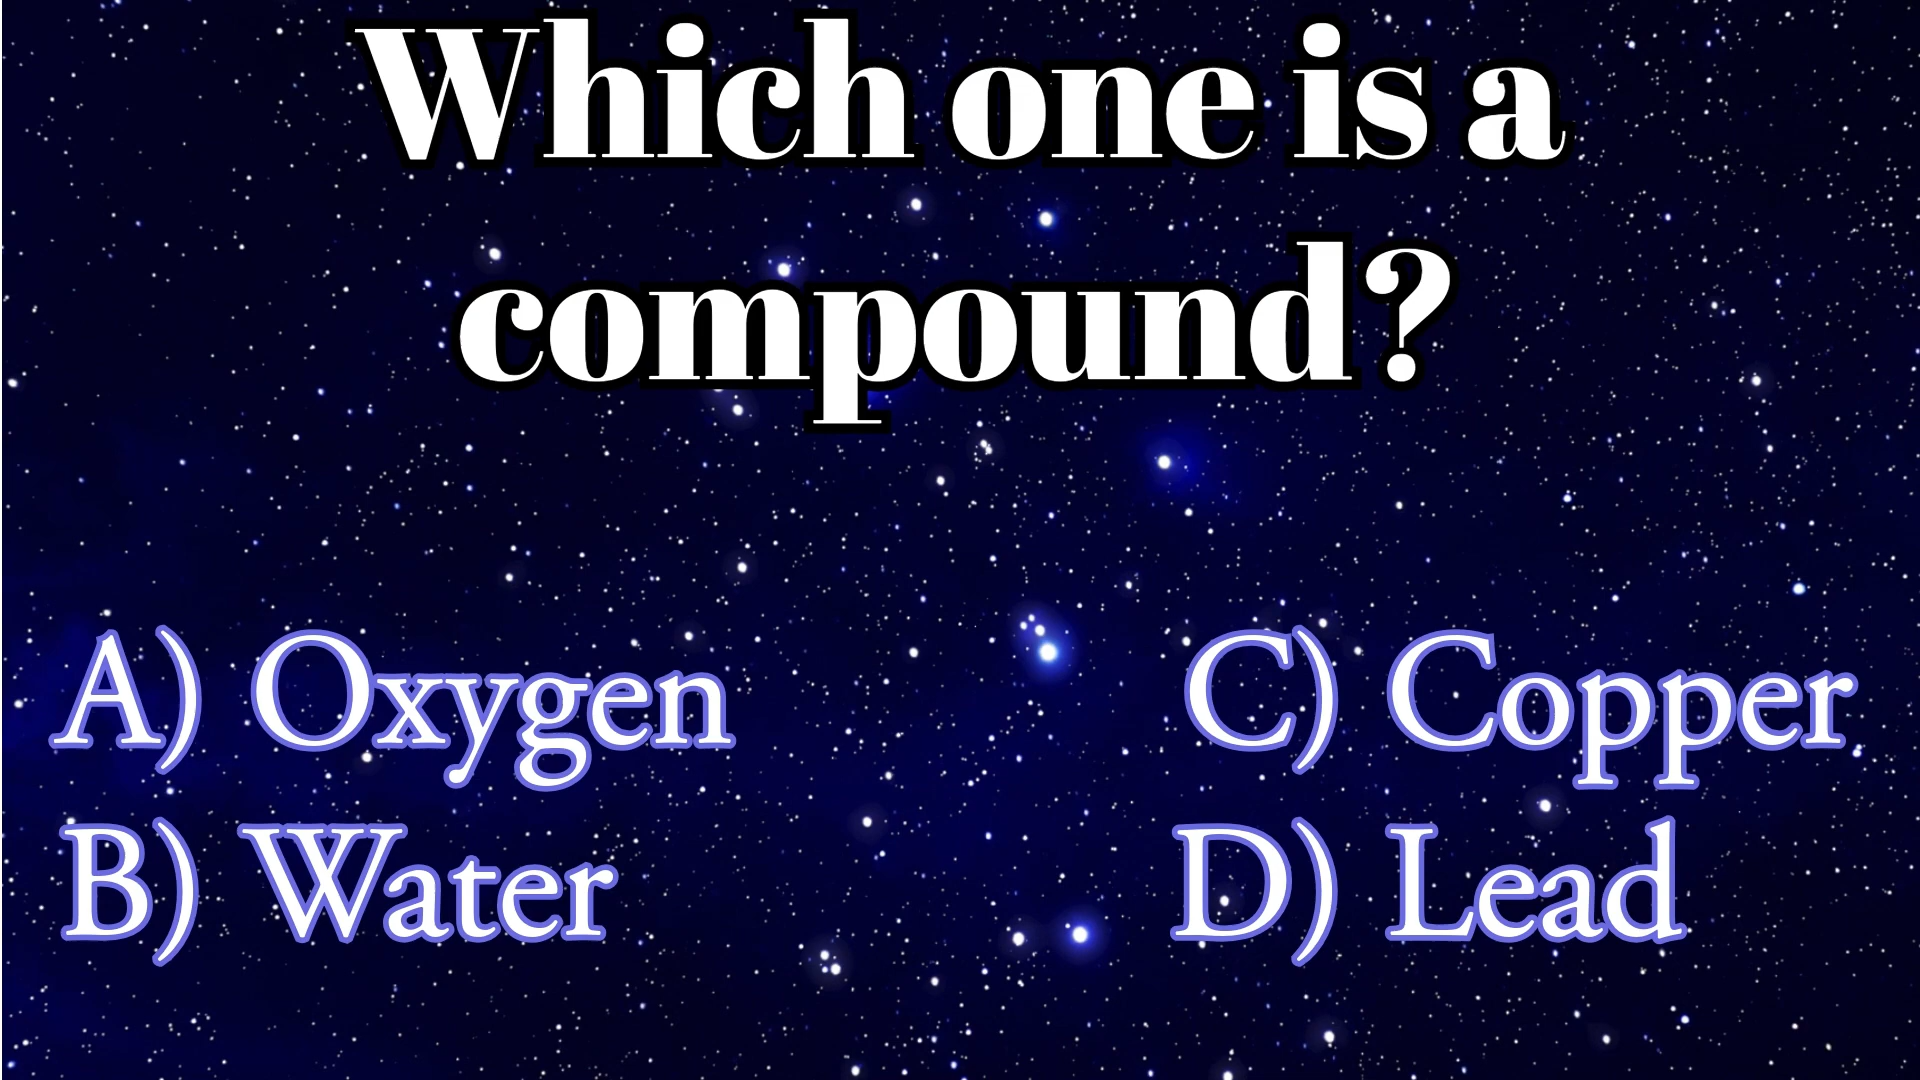 Which one is a
compound?
A) Oxygen
B) Water
C) Copper
D) Lead